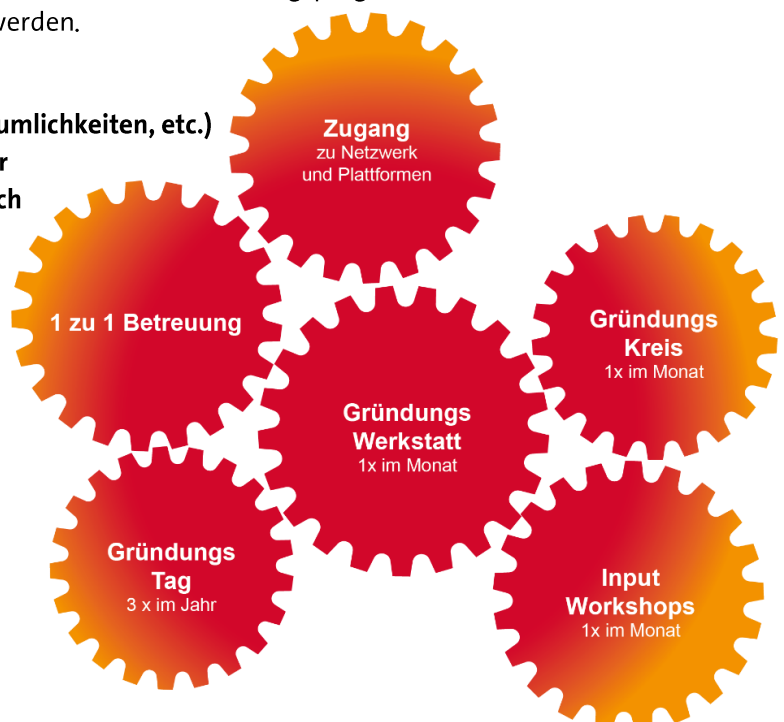 werden.
umlichkeiten, etc.)
r
ch
Zugang
zu Netzwerk
und Plattformen
1 zu 1 Betreuung
Gründungs
Kreis
1x im Monat
Gründungs
Werkstatt
1x im Monat
Gründungs
Tag
3 x im Jahr
Input
Workshops
1x im Monat